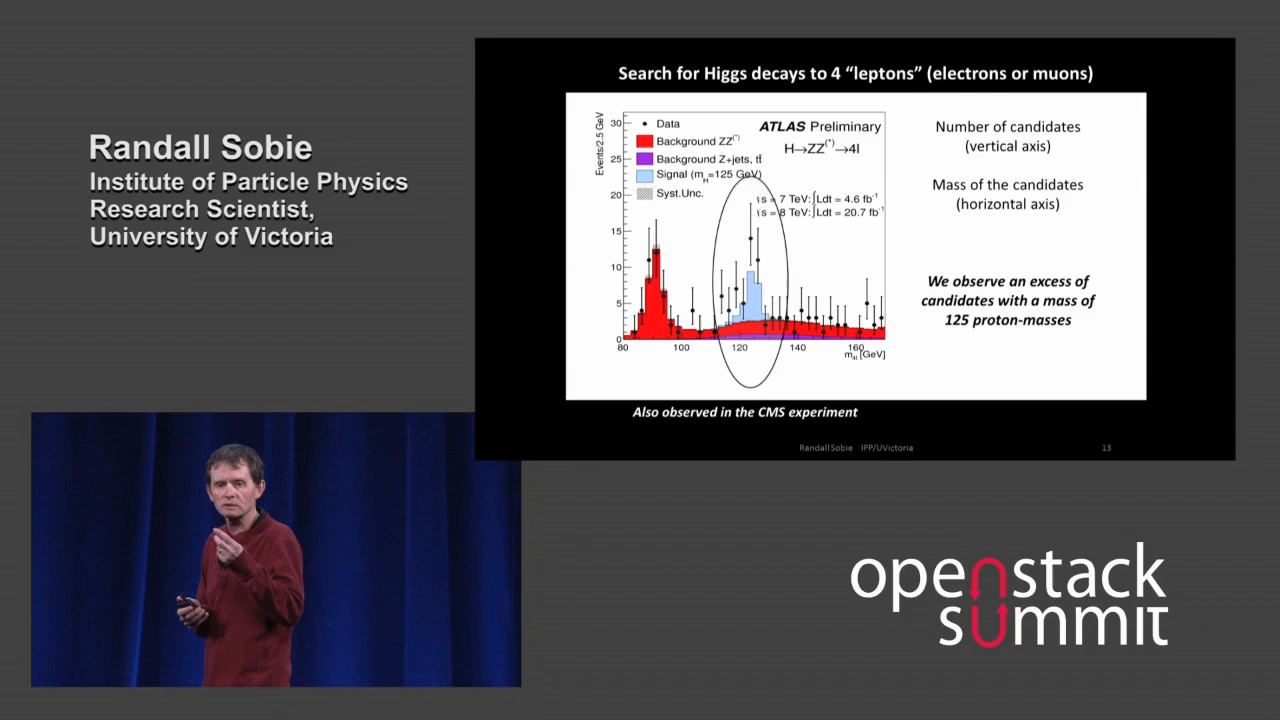 Randall Sobie
Institute of Particle Physics
Research Scientist,
University of Victoria
Search for Higgs decays to 4 “leptons” (electrons or muons)
Events/2.5 GeV
30
25
20
15
10
5
0
80
100
120
140
160
m4l [GeV]
Data
Background ZZ(*)
Background Z+jets, tt̄
Signal (mH=125 GeV)
Syst.Unc.
ATLAS Preliminary
H→ZZ(*)→4l
√s = 7 TeV: ∫Ldt = 4.6 fb-1
√s = 8 TeV: ∫Ldt = 20.7 fb-1
Number of candidates
(vertical axis)
Mass of the candidates
(horizontal axis)
We observe an excess of
candidates with a mass of
125 proton-masses
Also observed in the CMS experiment
Randall Sobie IPP/UVictoria
13
openstack
summit